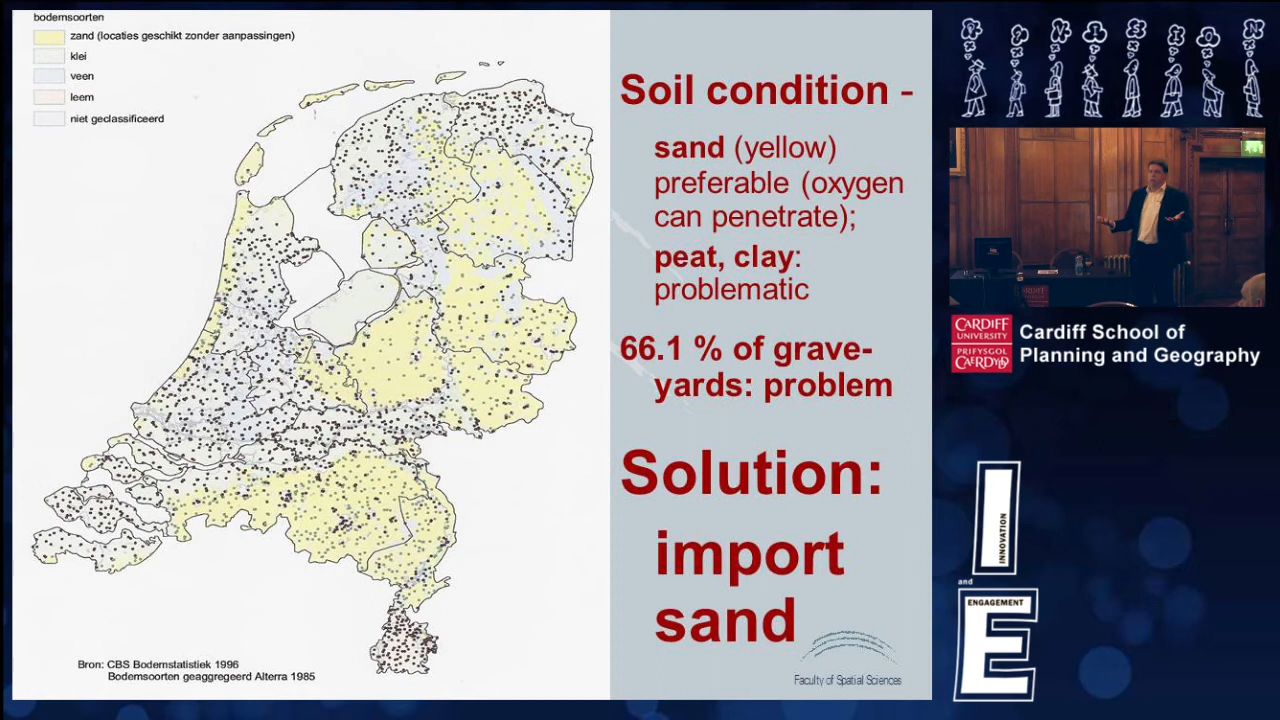 bodemsoorten
zand (locaties geschikt zonder aanpassingen)
klei
veen
leem
niet geclassificeerd
Bron: CBS Bodemstatistiek 1996
Bodemsoorten geaggregeerd Alterra 1985
Soil condition -
sand (yellow)
preferable (oxygen
can penetrate);
peat, clay:
problematic
66.1 % of grave-
yards: problem
Solution:
import
sand
Faculty of Spatial Sciences
CARDIFF
UNIVERSITY
PRIFYSGOL
CAERDYDD
Cardiff School of
Planning and Geography
INNOVATION
and
ENGAGEMENT
I
E